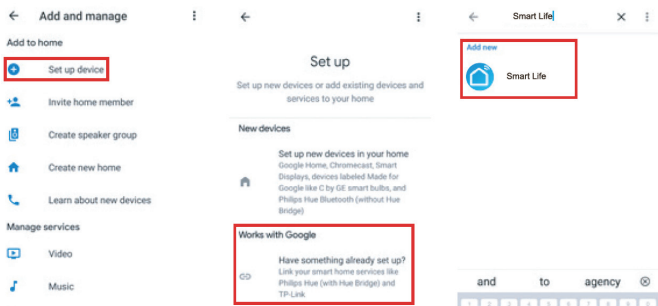 Add and manage
Add to home
Set up device
Invite home member
Create speaker group
Create new home
Learn about new devices
Manage services
Video
Music
Set up
Set up new devices or add existing devices and
services to your home
New devices
Set up new devices in your home
Google Home, Chromecast, Smart
Displays, devices labeled Made for
Google like C by GE smart bulbs, and
Philips Hue Bluetooth (without Hue
Bridge)
Works with Google
Have something already set up?
Link your smart home services like
Philips Hue (with Hue Bridge) and
TP-Link
Smart Life
Add new
Smart Life
and to agency